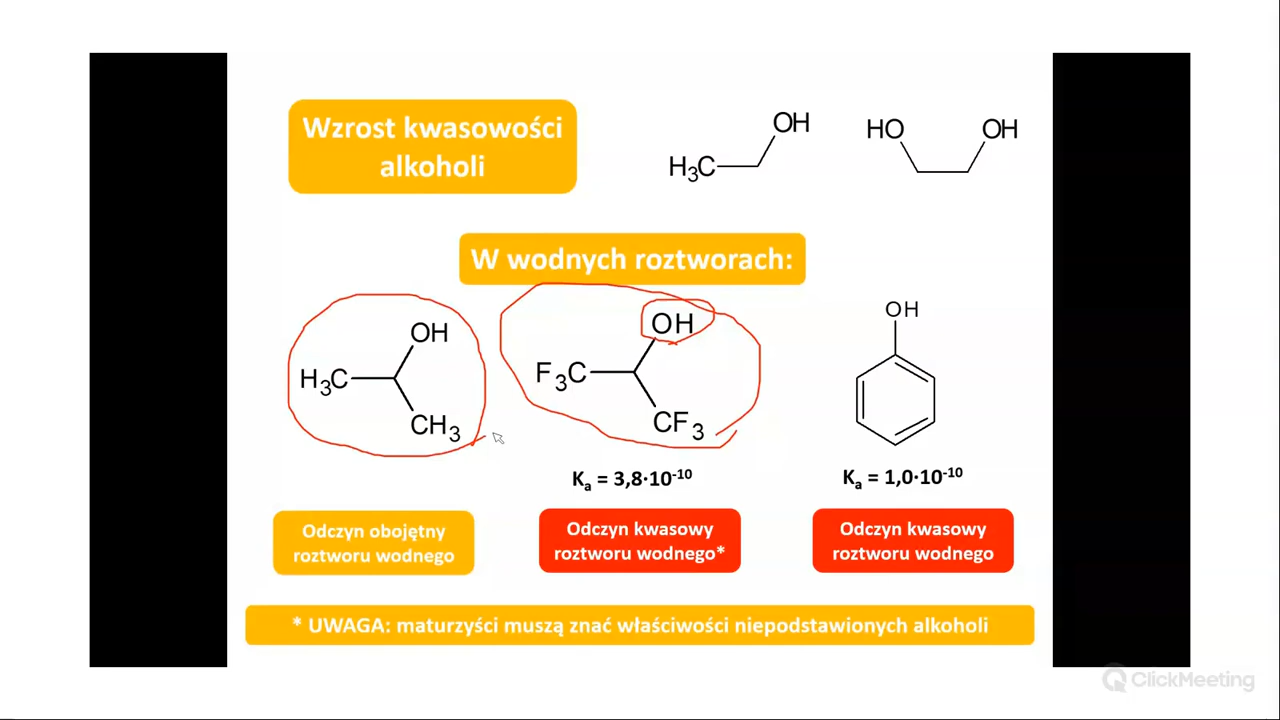 Wzrost kwasowości
alkoholi
OH
H₃C
HO
OH
W wodnych roztworach:
OH
H₃C
CH₃
OH
F₃C
CF₃
OH
Kₐ = 3,8·10⁻¹⁰
Kₐ = 1,0·10⁻¹⁰
Odczyn obojętny
roztworu wodnego
Odczyn kwasowy
roztworu wodnego*
Odczyn kwasowy
roztworu wodnego
* UWAGA: maturzyści muszą znać właściwości niepodstawionych alkoholi
ClickMeeting